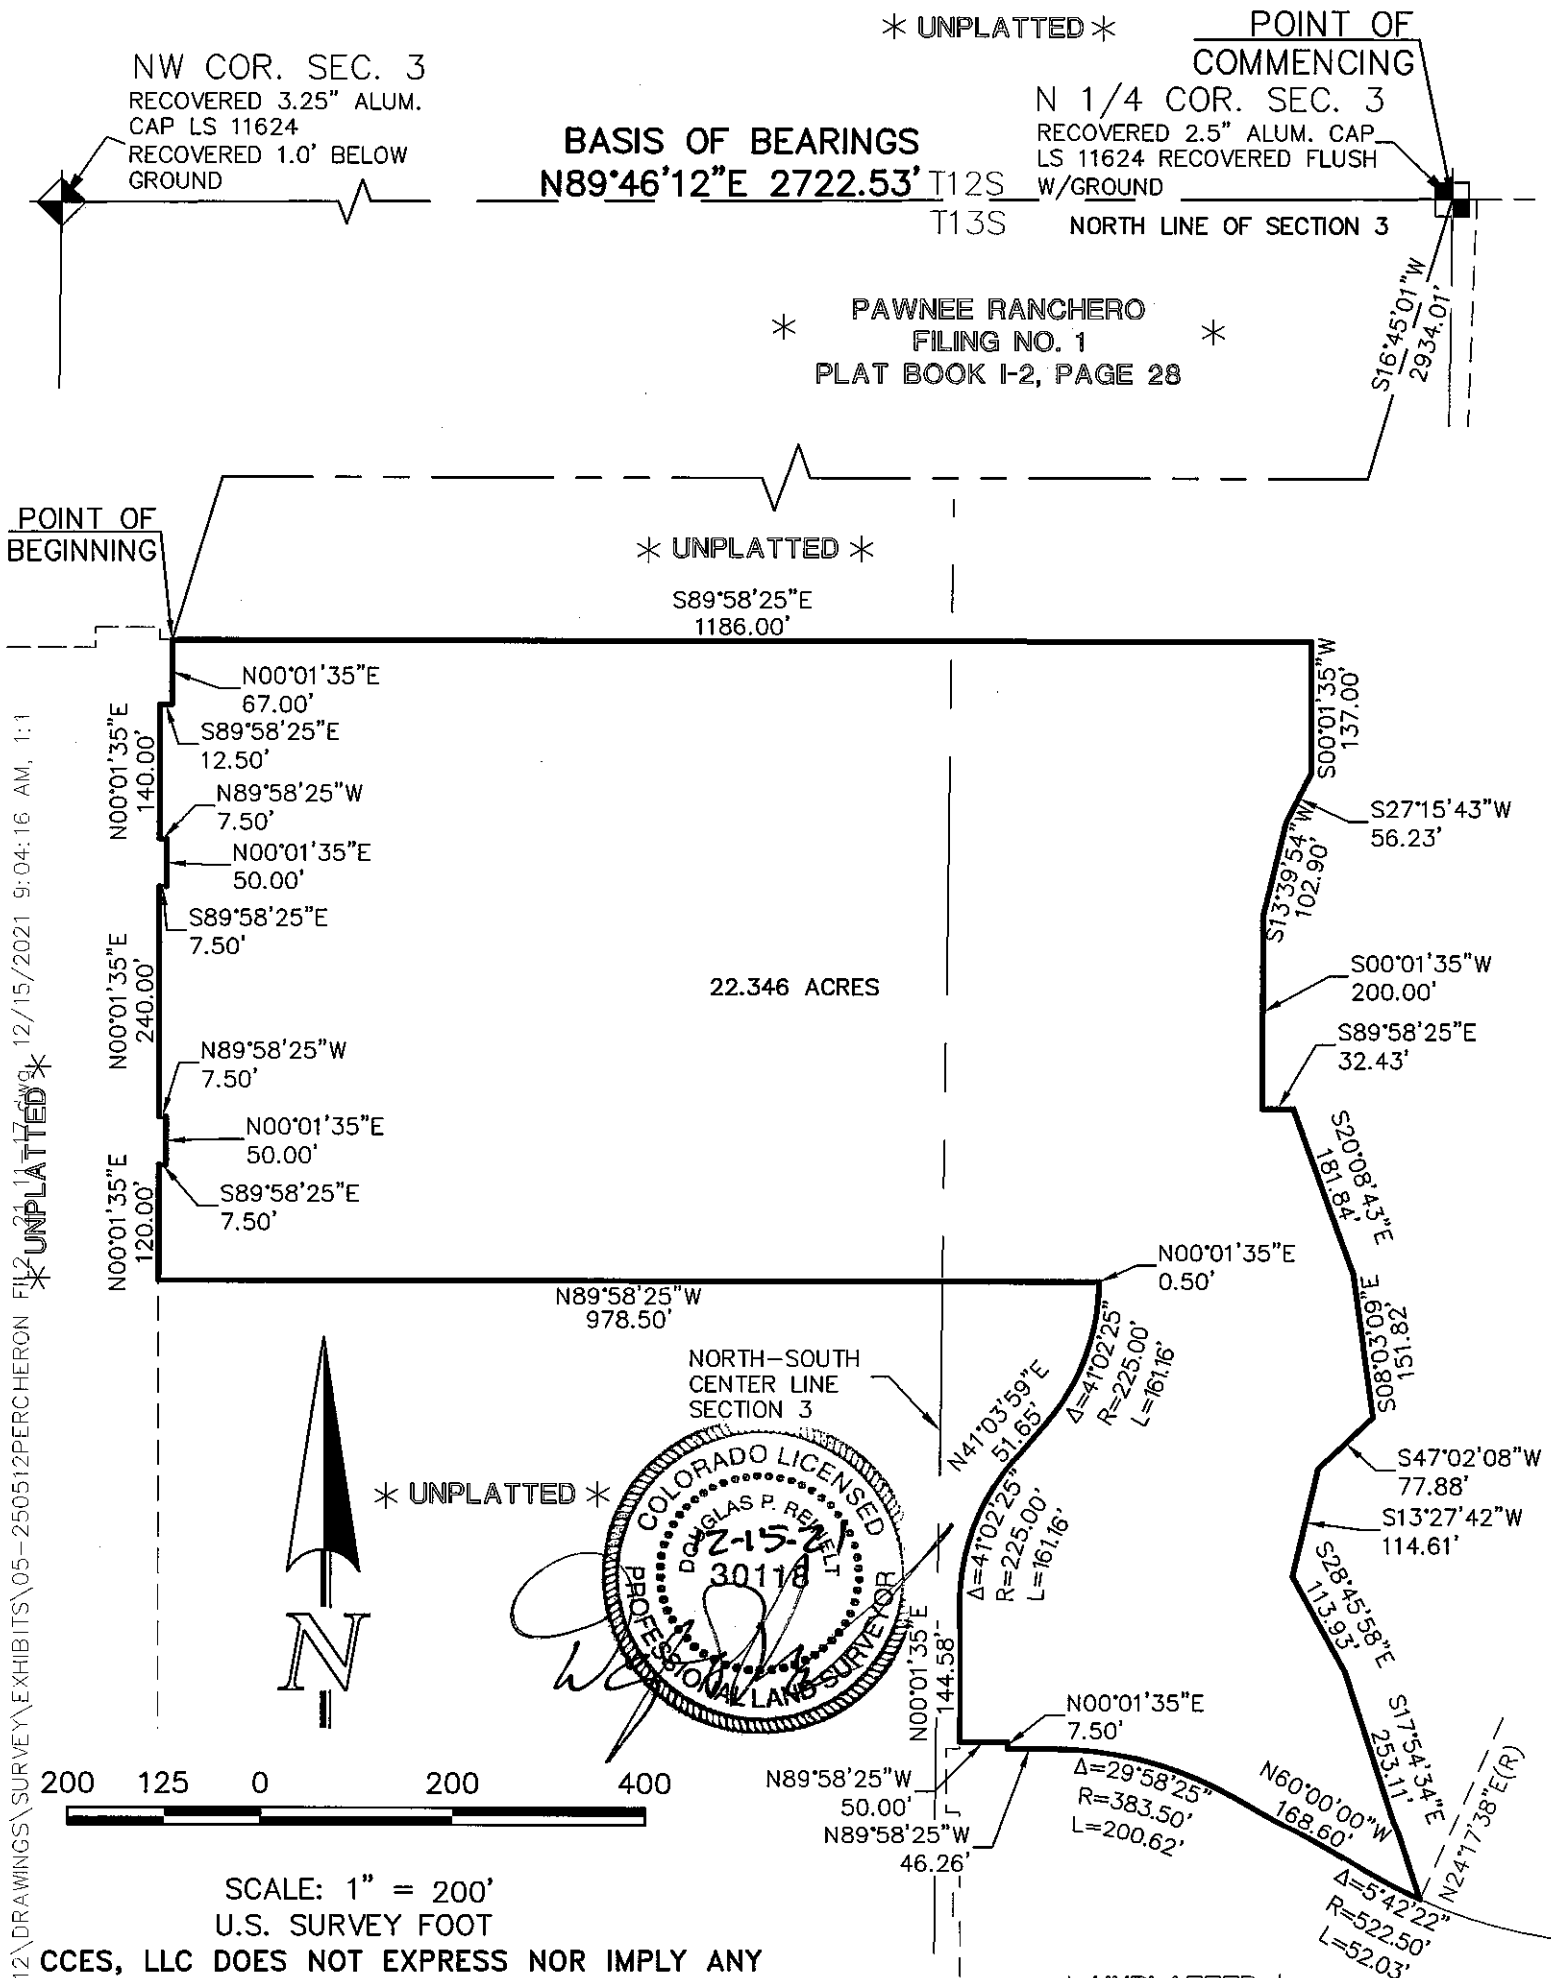 ✳ UNPLATTED ✳
POINT OF
COMMENCING
NW COR. SEC. 3
RECOVERED 3.25" ALUM.
CAP LS 11624
RECOVERED 1.0' BELOW
GROUND
N 1/4 COR. SEC. 3
RECOVERED 2.5" ALUM. CAP
LS 11624 RECOVERED FLUSH
W/GROUND
BASIS OF BEARINGS
N89°46'12"E 2722.53'
T12S
T13S
NORTH LINE OF SECTION 3
S16°45'01"W
2934.01'
PAWNEE RANCHERO
FILING NO. 1
PLAT BOOK I-2, PAGE 28
POINT OF
BEGINNING
✳ UNPLATTED ✳
S89°58'25"E
1186.00'
N00°01'35"E
67.00'
S89°58'25"E
12.50'
N00°01'35"E
140.00'
N89°58'25"W
7.50'
N00°01'35"E
50.00'
S89°58'25"E
7.50'
N00°01'35"E
240.00'
N89°58'25"W
7.50'
N00°01'35"E
50.00'
S89°58'25"E
7.50'
N00°01'35"E
120.00'
22.346 ACRES
S00°01'35"W
137.00'
S27°15'43"W
56.23'
S13°39'54"W
102.90'
S00°01'35"W
200.00'
S89°58'25"E
32.43'
S20°08'43"E
181.84'
S08°03'09"E
151.82'
S47°02'08"W
77.88'
S13°27'42"W
114.61'
S28°45'58"E
113.93'
S17°54'34"E
253.11'
N24°17'38"E(R)
N00°01'35"E
0.50'
N89°58'25"W
978.50'
Δ=41°02'25"
R=225.00'
L=161.16'
N41°03'59"E
51.65'
Δ=41°02'25"
R=225.00'
L=161.16'
N00°01'35"E
144.58'
NORTH-SOUTH
CENTER LINE
SECTION 3
✳ UNPLATTED ✳
COLORADO LICENSED
DOUGLAS P. REINELT
12-15-21
30118
PROFESSIONAL LAND SURVEYOR
N
N00°01'35"E
7.50'
N89°58'25"W
50.00'
N89°58'25"W
46.26'
Δ=29°58'25"
R=383.50'
L=200.62'
N60°00'00"W
168.60'
Δ=5°42'22"
R=522.50'
L=52.03'
200 125 0 200 400
SCALE: 1" = 200'
U.S. SURVEY FOOT
CCES, LLC DOES NOT EXPRESS NOR IMPLY ANY
✳ UNPLATTED ✳
12\DRAWINGS\SURVEY\EXHIBITS\05-250512PERCHERON FIL2_21_11-17.dwg, 12/15/2021 9:04:16 AM, 1:1